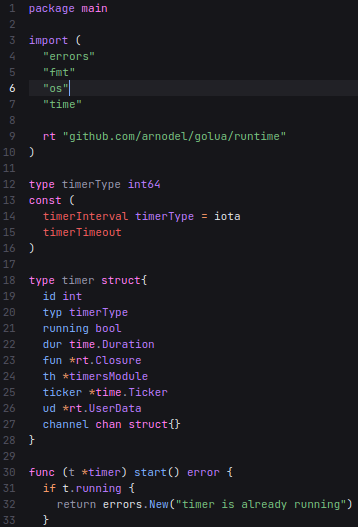 1 package main
2
3 import (
4 "errors"
5 "fmt"
6 "os"
7 "time"
8
9 rt "github.com/arnodel/golua/runtime"
10 )
11
12 type timerType int64
13 const (
14 timerInterval timerType = iota
15 timerTimeout
16 )
17
18 type timer struct{
19 id int
20 typ timerType
21 running bool
22 dur time.Duration
23 fun *rt.Closure
24 th *timersModule
25 ticker *time.Ticker
26 ud *rt.UserData
27 channel chan struct{}
28 }
29
30 func (t *timer) start() error {
31 if t.running {
32 return errors.New("timer is already running")
33 }